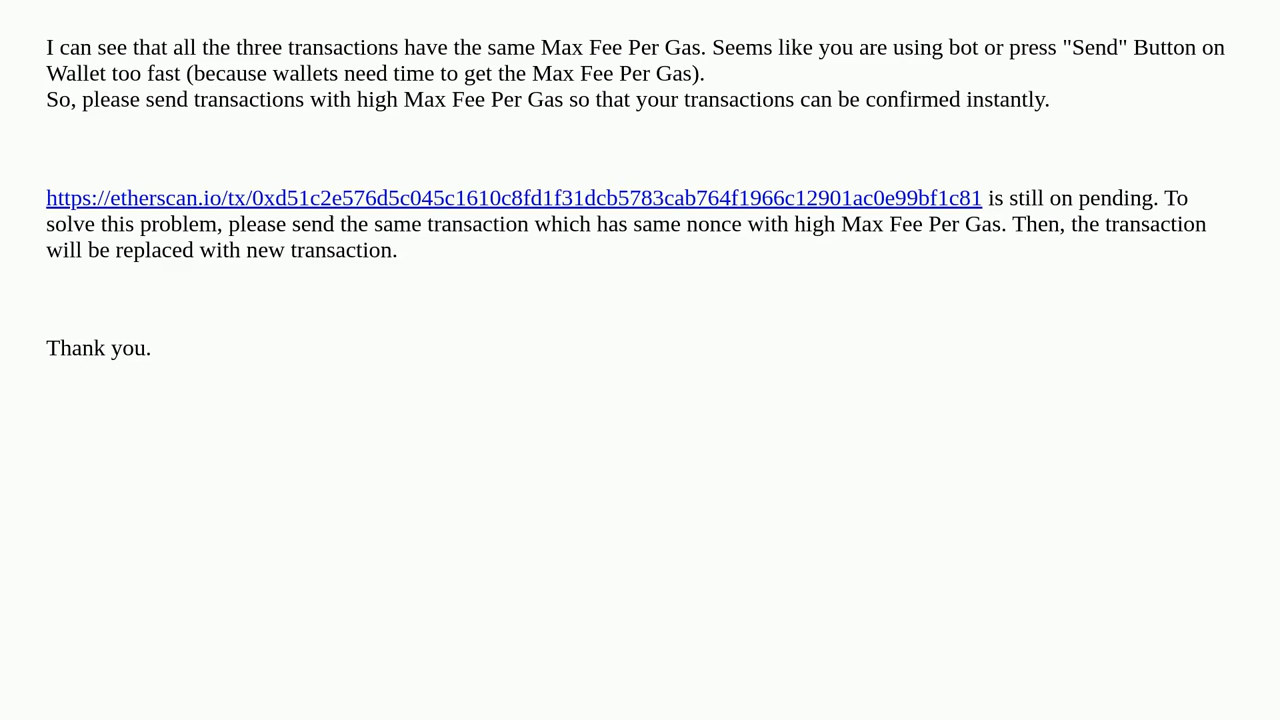 I can see that all the three transactions have the same Max Fee Per Gas. Seems like you are using bot or press "Send" Button on
Wallet too fast (because wallets need time to get the Max Fee Per Gas).
So, please send transactions with high Max Fee Per Gas so that your transactions can be confirmed instantly.
https://etherscan.io/tx/0xd51c2e576d5c045c1610c8fd1f31dcb5783cab764f1966c12901ac0e99bf1c81 is still on pending. To
solve this problem, please send the same transaction which has same nonce with high Max Fee Per Gas. Then, the transaction
will be replaced with new transaction.
Thank you.